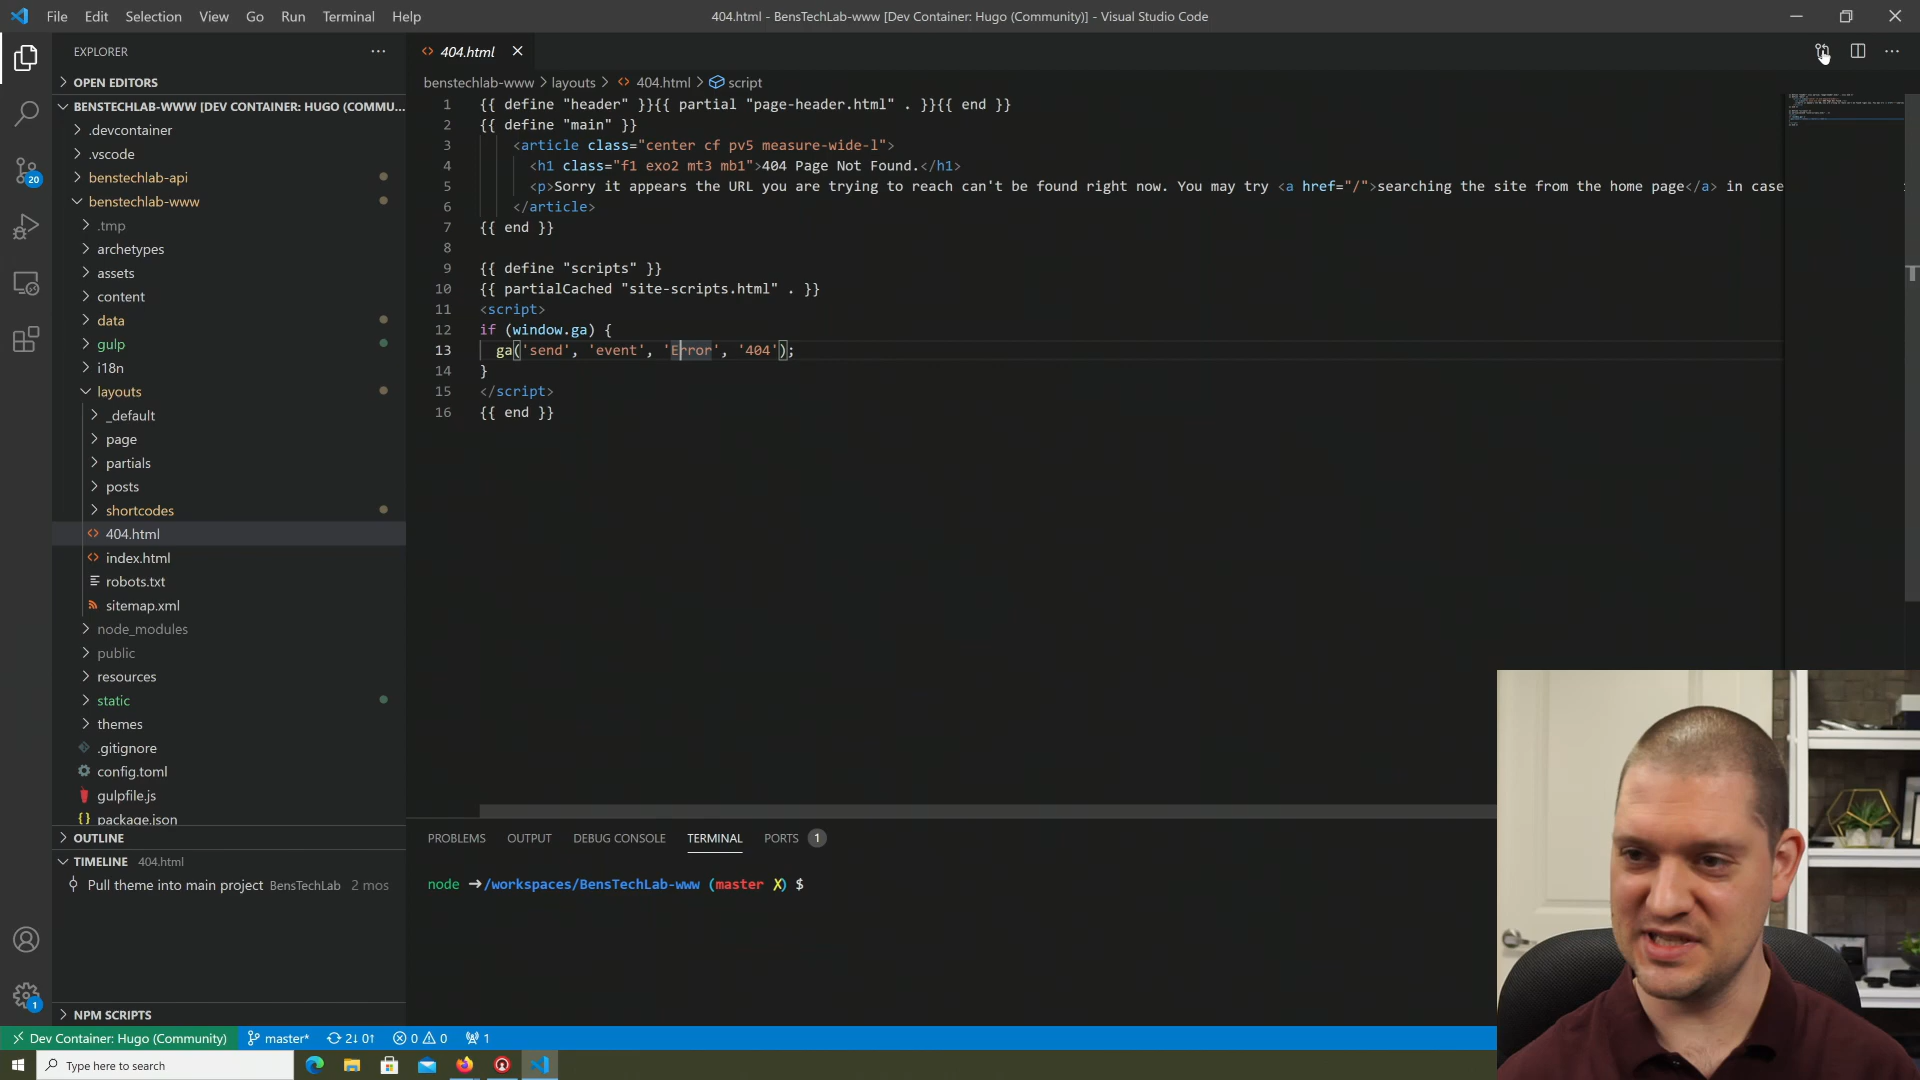 File Edit Selection View Go Run Terminal Help
404.html - BensTechLab-www [Dev Container: Hugo (Community)] - Visual Studio Code
EXPLORER
OPEN EDITORS
BENSTECHLAB-WWW [DEV CONTAINER: HUGO (COMMU...
.devcontainer
.vscode
benstechlab-api
benstechlab-www
.tmp
archetypes
assets
content
data
gulp
i18n
layouts
_default
page
partials
posts
shortcodes
404.html
index.html
robots.txt
sitemap.xml
node_modules
public
resources
static
themes
.gitignore
config.toml
gulpfile.js
package.json
OUTLINE
TIMELINE 404.html
Pull theme into main project BensTechLab 2 mos
NPM SCRIPTS
20
1
404.html
benstechlab-www > layouts > 404.html > script
1 {{ define "header" }}{{ partial "page-header.html" . }}{{ end }}
2 {{ define "main" }}
3 <article class="center cf pv5 measure-wide-l">
4 <h1 class="f1 exo2 mt3 mb1">404 Page Not Found.</h1>
5 <p>Sorry it appears the URL you are trying to reach can't be found right now. You may try <a href="/">searching the site from the home page</a> in case
6 </article>
7 {{ end }}
8
9 {{ define "scripts" }}
10 {{ partialCached "site-scripts.html" . }}
11 <script>
12 if (window.ga) {
13 ga('send', 'event', 'Error', '404');
14 }
15 </script>
16 {{ end }}
PROBLEMS OUTPUT DEBUG CONSOLE TERMINAL PORTS 1
node ➜/workspaces/BensTechLab-www (master ✗) $
Dev Container: Hugo (Community) master* 2↓ 0↑ 0 0 1
Type here to search